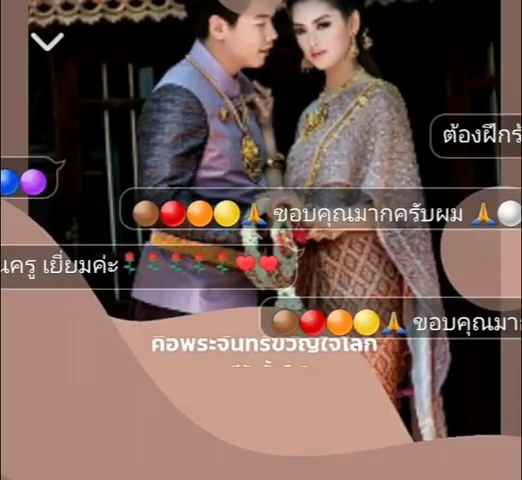 ต้องฝึกร้
ขอบคุณมากครับผม
นครู เยี่ยมค่ะ
ขอบคุณมา
คือพระจันทร์ขวัญใจโลก